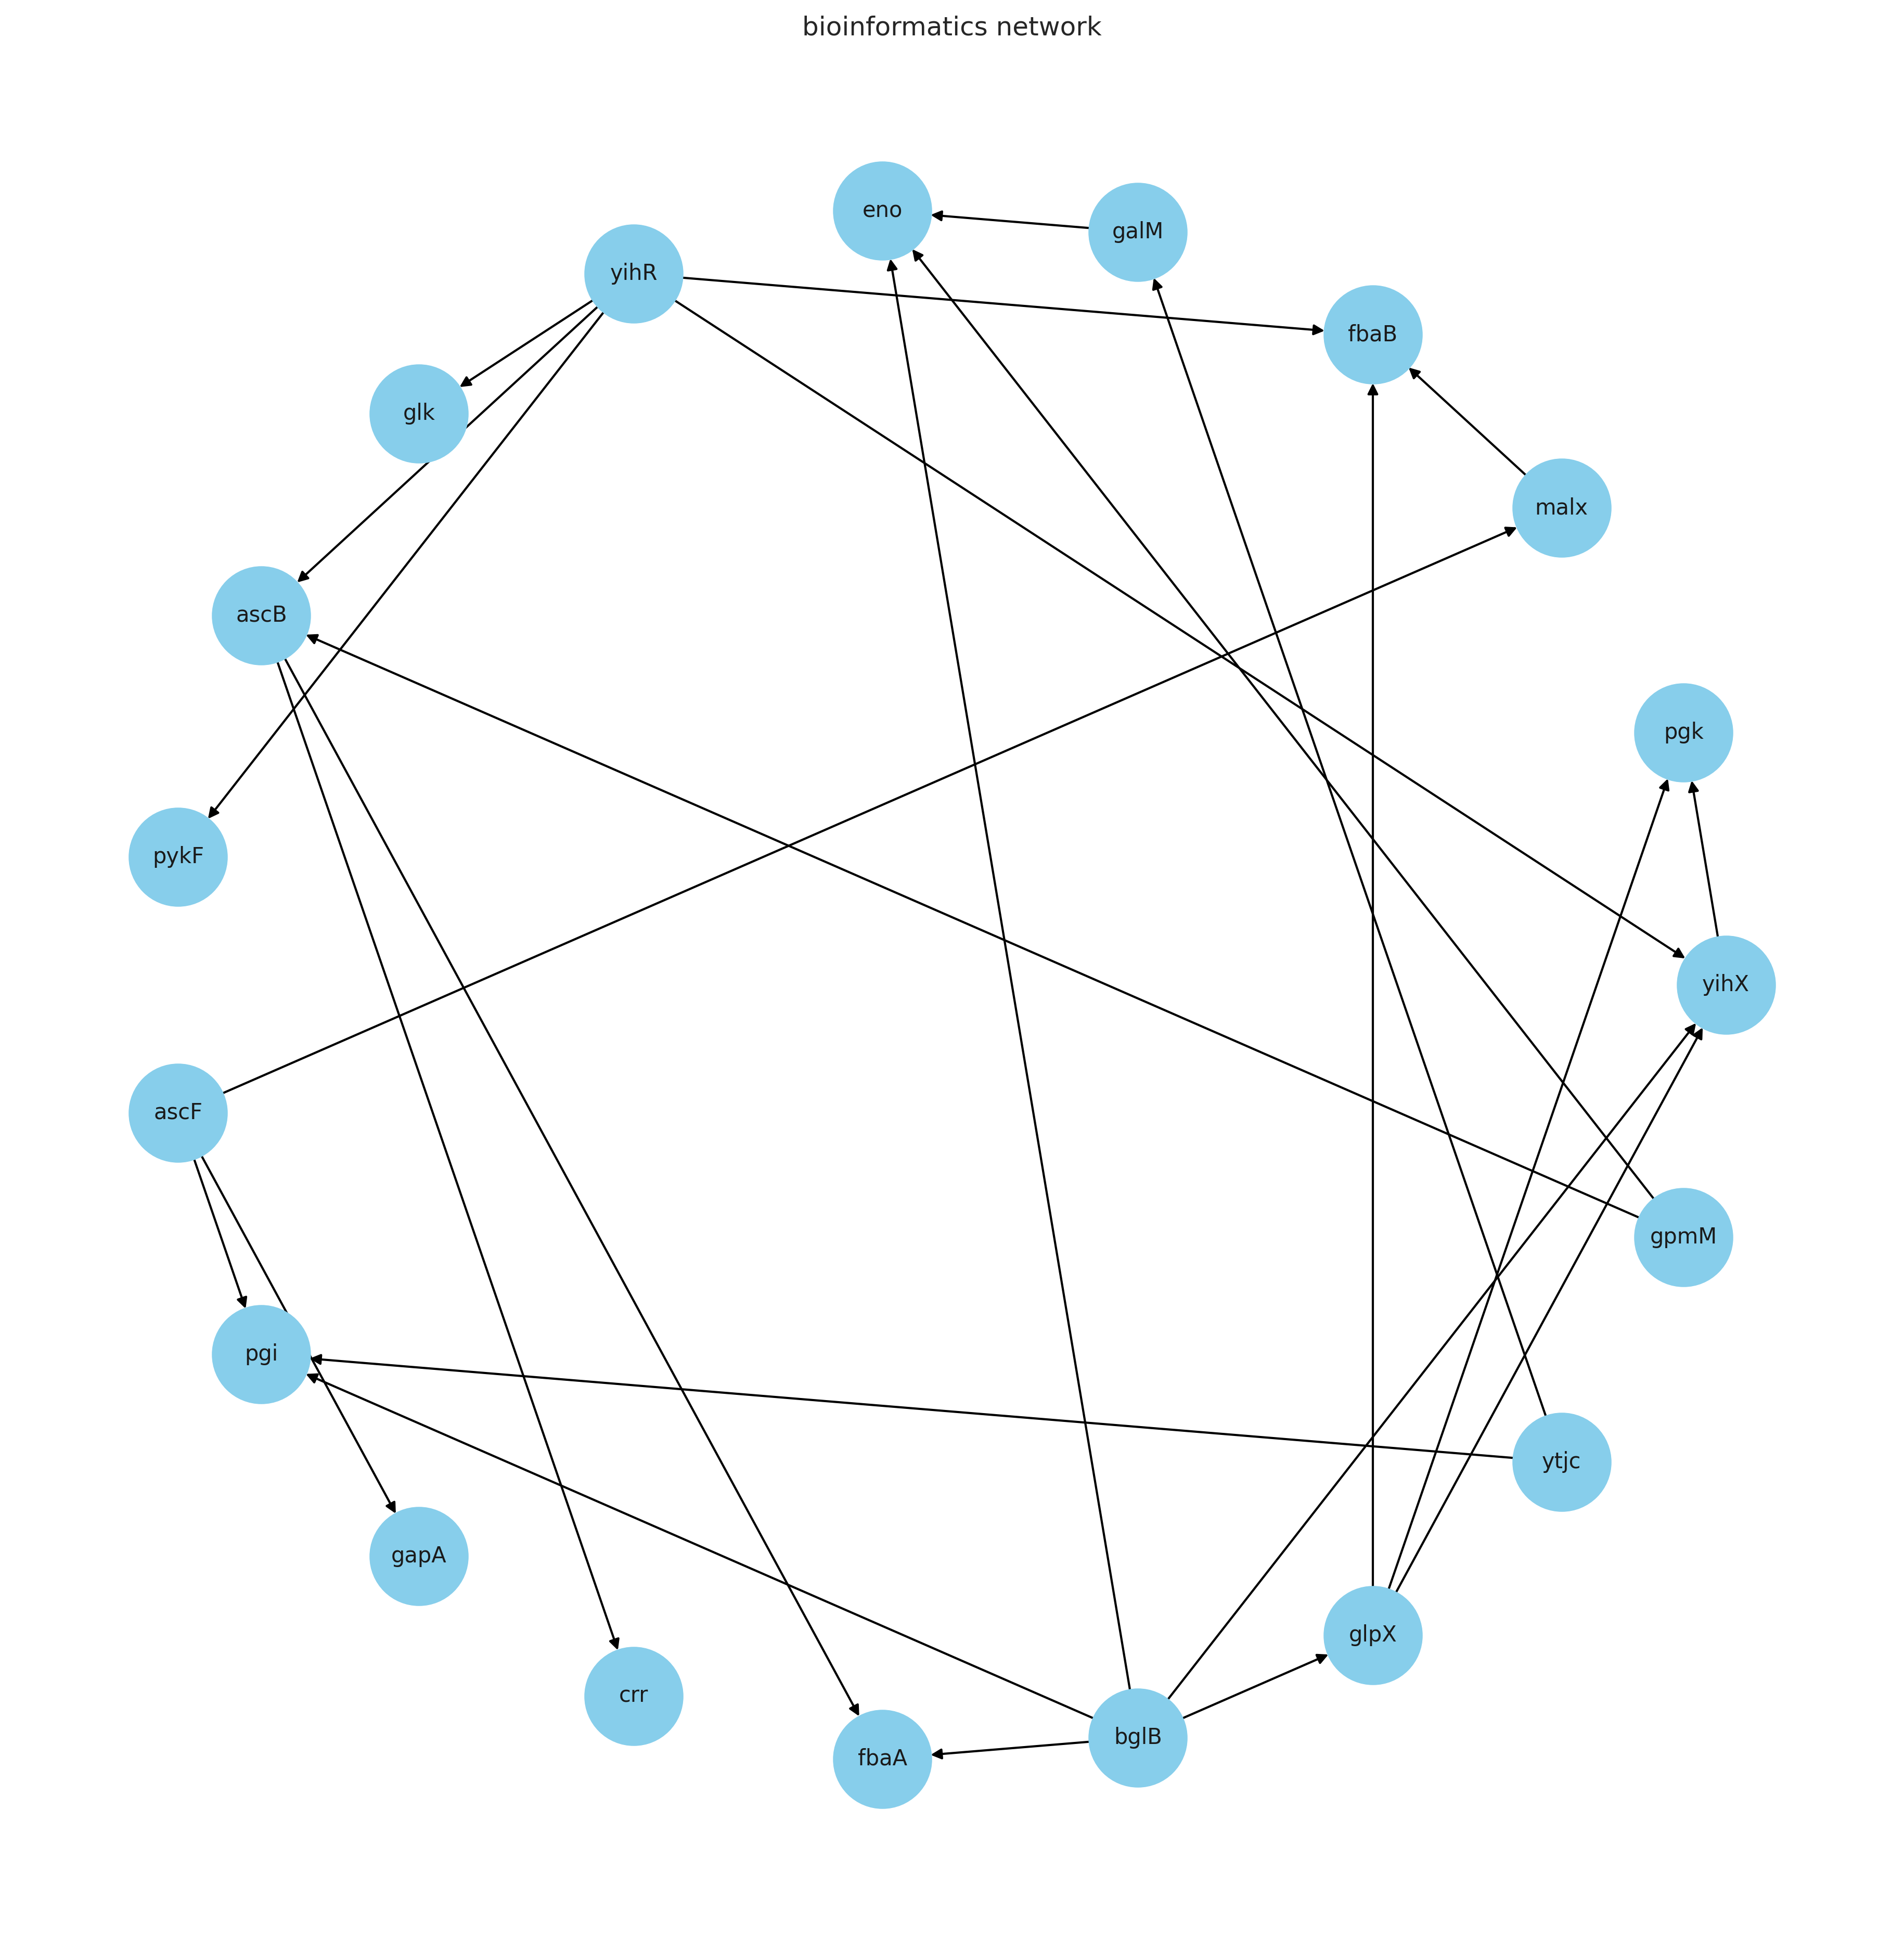 bioinformatics network
eno
galM
yihR
fbaB
glk
malx
ascB
pgk
pykF
yihX
ascF
gpmM
pgi
ytjc
gapA
glpX
crr
bglB
fbaA